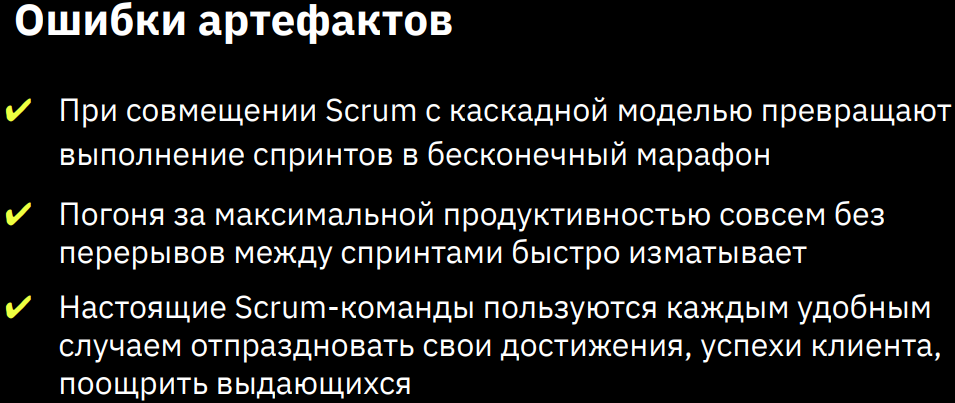 Ошибки артефактов
✔ При совмещении Scrum с каскадной моделью превращают
выполнение спринтов в бесконечный марафон
✔ Погоня за максимальной продуктивностью совсем без
перерывов между спринтами быстро изматывает
✔ Настоящие Scrum-команды пользуются каждым удобным
случаем отпраздновать свои достижения, успехи клиента,
поощрить выдающихся